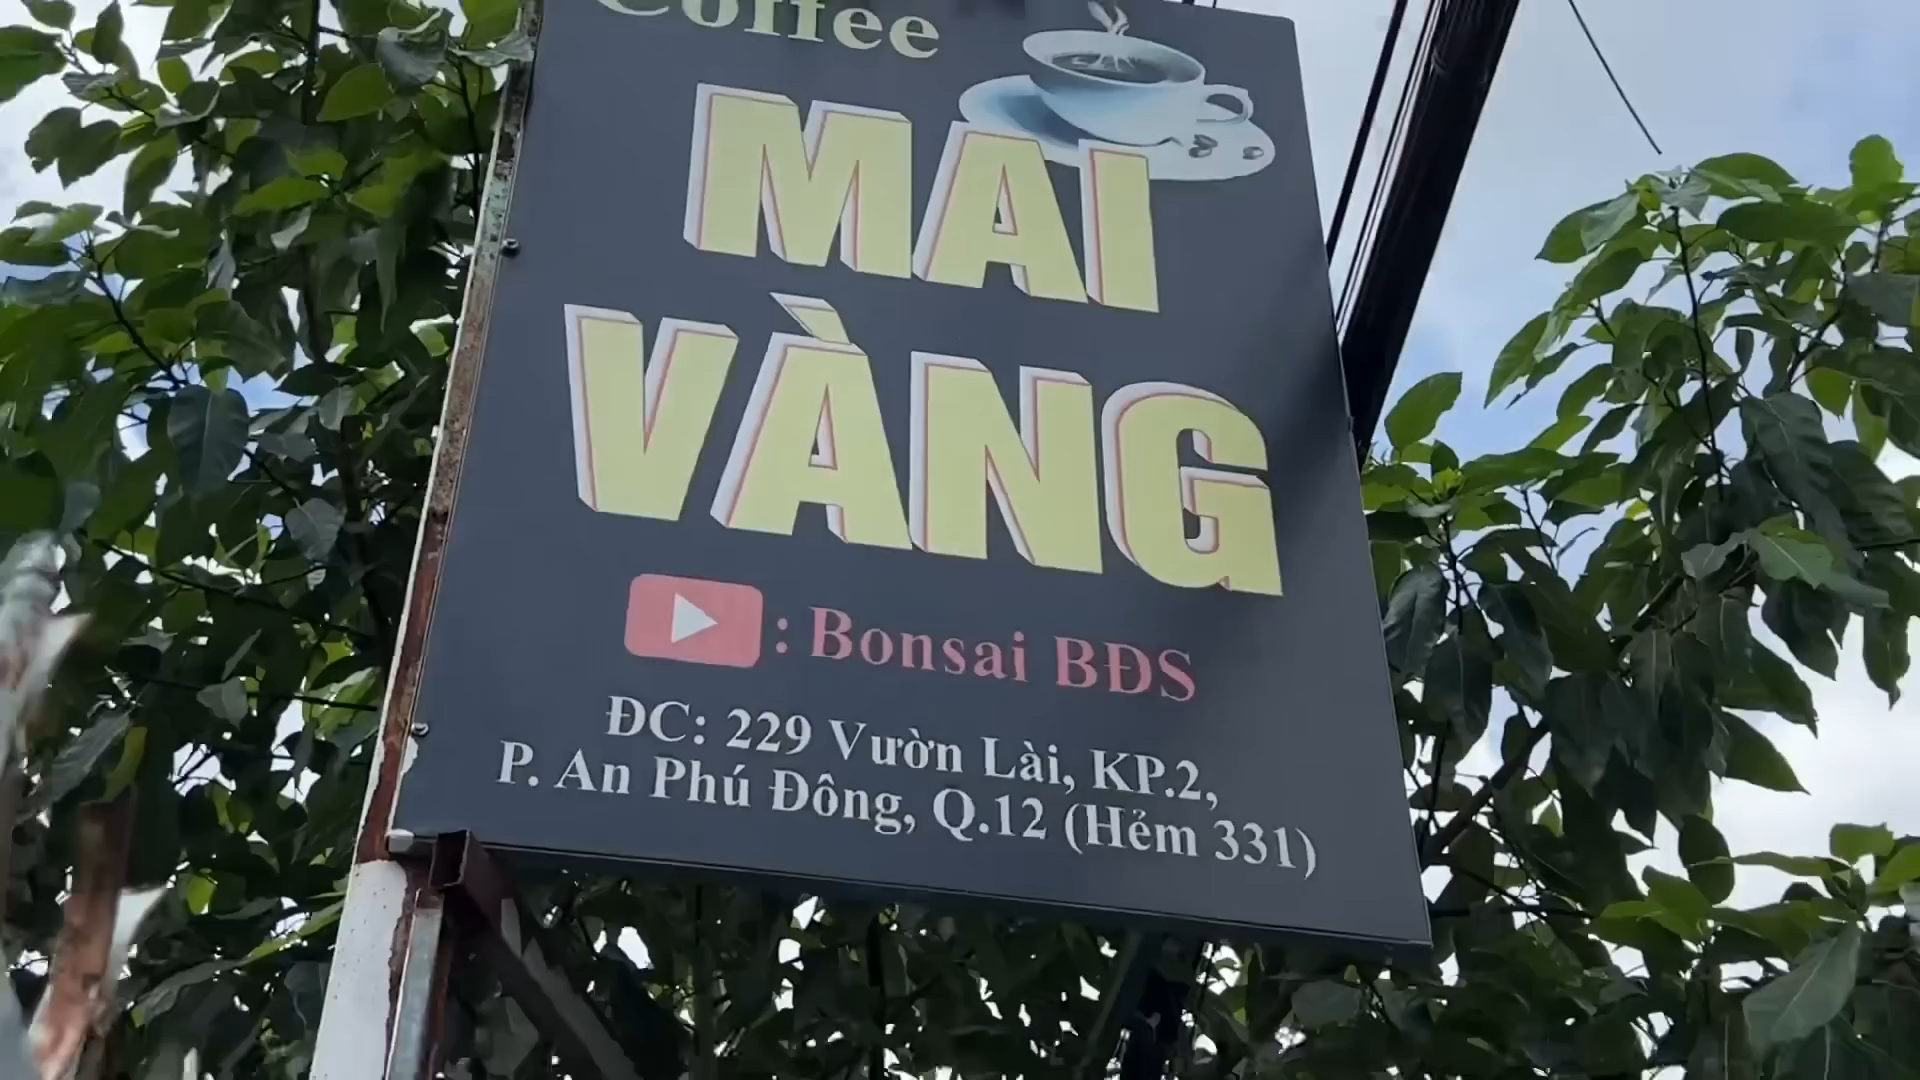 Coffee
MAI
VÀNG
: Bonsai BĐS
ĐC: 229 Vườn Lài, KP.2,
P. An Phú Đông, Q.12 (Hẻm 331)